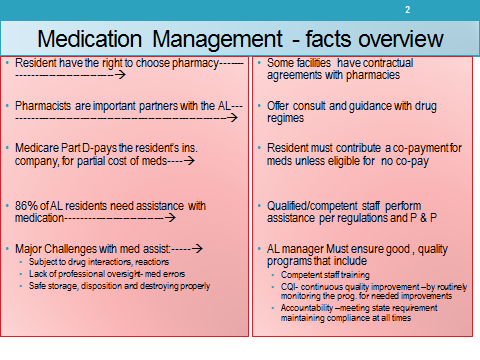 2
Medication Management - facts overview
• Resident have the right to choose pharmacy------
--------------------------→
• Pharmacists are important partners with the AL---
------------------------------------------------------→
• Medicare Part D-pays the resident's ins.
company, for partial cost of meds----→
• 86% of AL residents need assistance with
medication--------------------------→
• Major Challenges with med assist:-----→
• Subject to drug interactions, reactions
• Lack of professional oversight- med errors
• Safe storage, disposition and destroying properly
• Some facilities have contractual
agreements with pharmacies
• Offer consult and guidance with drug
regimes
• Resident must contribute a co-payment for
meds unless eligible for no co-pay
• Qualified/competent staff perform
assistance per regulations and P & P
• AL manager Must ensure good , quality
programs that include
• Competent staff training
• CQI- continuous quality improvement –by routinely
monitoring the prog. for needed improvements
• Accountability –meeting state requirement
maintaining compliance at all times